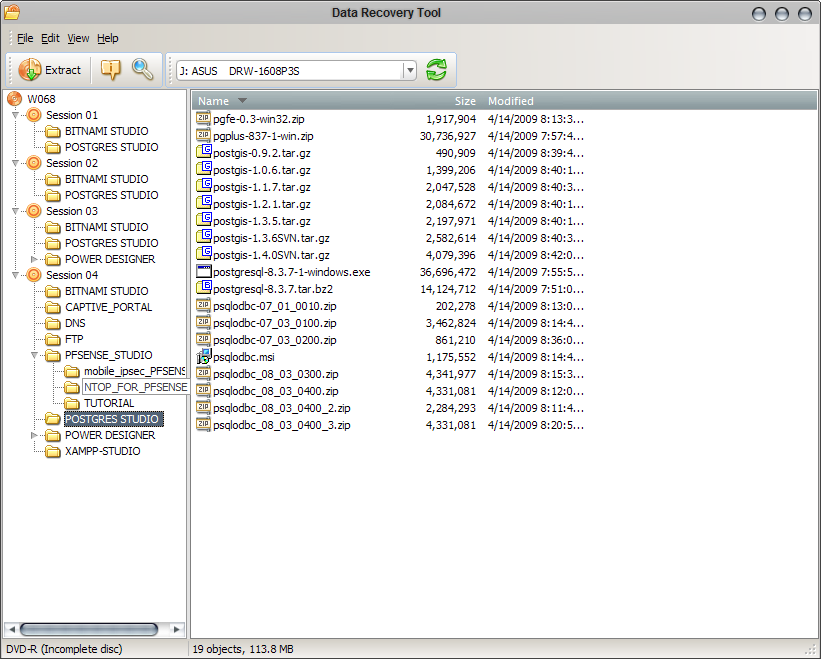 Data Recovery Tool
File Edit View Help
Extract
J: ASUS DRW-1608P3S
W068
Session 01
BITNAMI STUDIO
POSTGRES STUDIO
Session 02
BITNAMI STUDIO
POSTGRES STUDIO
Session 03
BITNAMI STUDIO
POSTGRES STUDIO
POWER DESIGNER
Session 04
BITNAMI STUDIO
CAPTIVE_PORTAL
DNS
FTP
PFSENSE_STUDIO
mobile_ipsec_PFSENS
NTOP_FOR_PFSENSE
TUTORIAL
POSTGRES STUDIO
POWER DESIGNER
XAMPP-STUDIO
Name Size Modified
pgfe-0.3-win32.zip 1,917,904 4/14/2009 8:13:3...
pgplus-837-1-win.zip 30,736,927 4/14/2009 7:57:4...
postgis-0.9.2.tar.gz 490,909 4/14/2009 8:39:4...
postgis-1.0.6.tar.gz 1,399,206 4/14/2009 8:40:1...
postgis-1.1.7.tar.gz 2,047,528 4/14/2009 8:40:3...
postgis-1.2.1.tar.gz 2,084,672 4/14/2009 8:40:1...
postgis-1.3.5.tar.gz 2,197,971 4/14/2009 8:40:1...
postgis-1.3.6SVN.tar.gz 2,582,614 4/14/2009 8:40:3...
postgis-1.4.0SVN.tar.gz 4,079,396 4/14/2009 8:42:0...
postgresql-8.3.7-1-windows.exe 36,696,472 4/14/2009 7:55:5...
postgresql-8.3.7.tar.bz2 14,124,712 4/14/2009 7:51:0...
psqlodbc-07_01_0010.zip 202,278 4/14/2009 8:13:0...
psqlodbc-07_03_0100.zip 3,462,824 4/14/2009 8:14:4...
psqlodbc-07_03_0200.zip 861,210 4/14/2009 8:36:0...
psqlodbc.msi 1,175,552 4/14/2009 8:14:4...
psqlodbc_08_03_0300.zip 4,341,977 4/14/2009 8:15:3...
psqlodbc_08_03_0400.zip 4,331,081 4/14/2009 8:12:0...
psqlodbc_08_03_0400_2.zip 2,284,293 4/14/2009 8:11:4...
psqlodbc_08_03_0400_3.zip 4,331,081 4/14/2009 8:20:5...
DVD-R (Incomplete disc) 19 objects, 113.8 MB